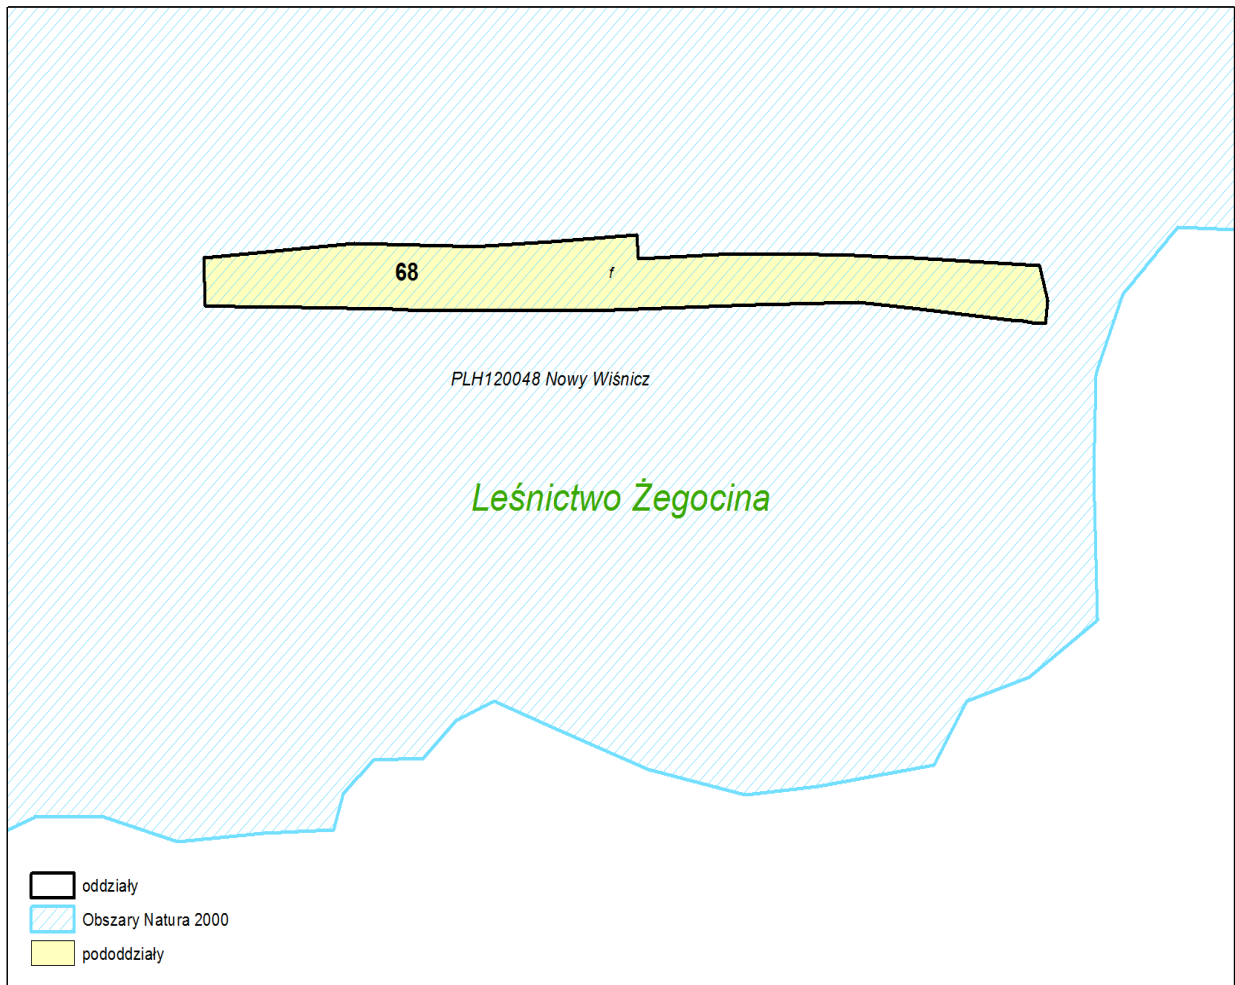 68
f
PLH120048 Nowy Wiśnicz
Leśnictwo Żegocina
oddziały
Obszary Natura 2000
pododdziały